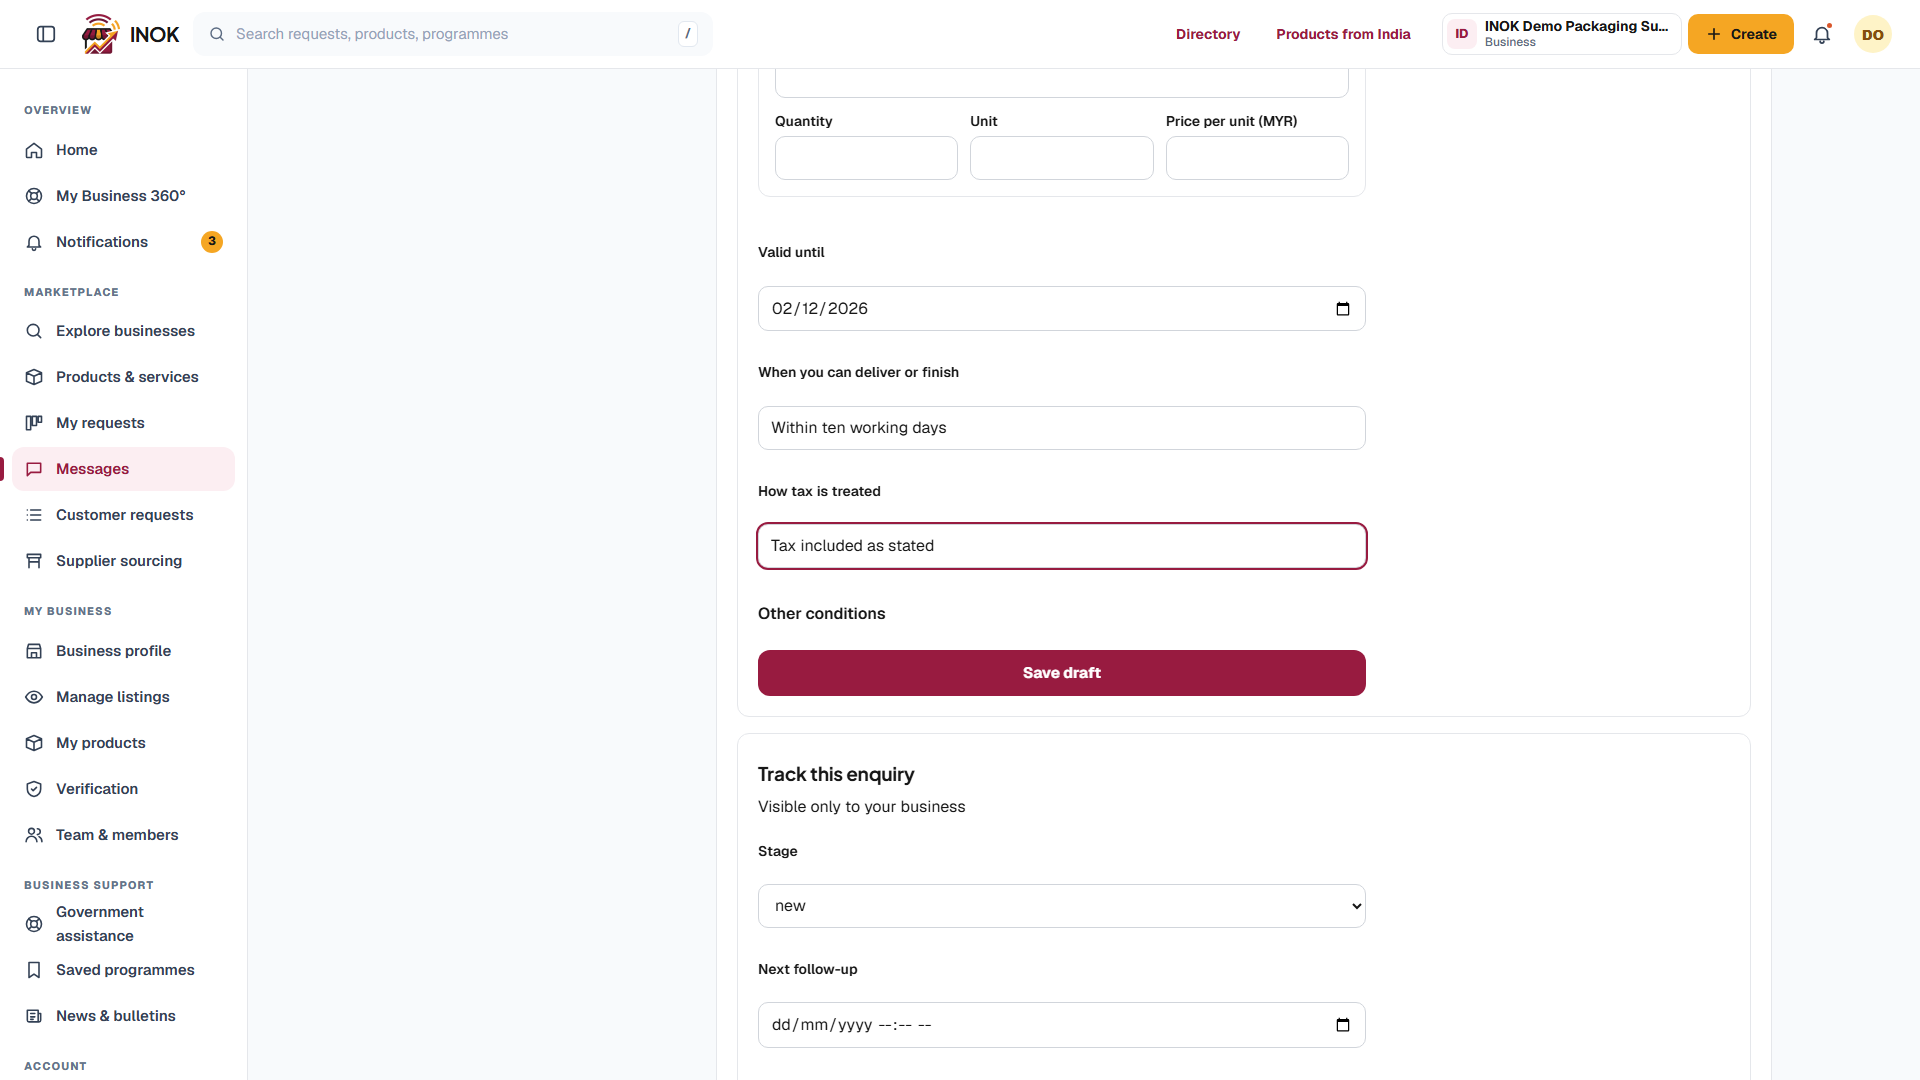 INOK
Search requests, products, programmes
/
Directory
Products from India
ID
INOK Demo Packaging Su...
Business
Create
DO
OVERVIEW
Home
My Business 360°
Notifications
3
MARKETPLACE
Explore businesses
Products & services
My requests
Messages
Customer requests
Supplier sourcing
MY BUSINESS
Business profile
Manage listings
My products
Verification
Team & members
BUSINESS SUPPORT
Government
assistance
Saved programmes
News & bulletins
ACCOUNT
Quantity
Unit
Price per unit (MYR)
Valid until
02/12/2026
When you can deliver or finish
Within ten working days
How tax is treated
Tax included as stated
Other conditions
Save draft
Track this enquiry
Visible only to your business
Stage
new
Next follow-up
dd/mm/yyyy --:-- --